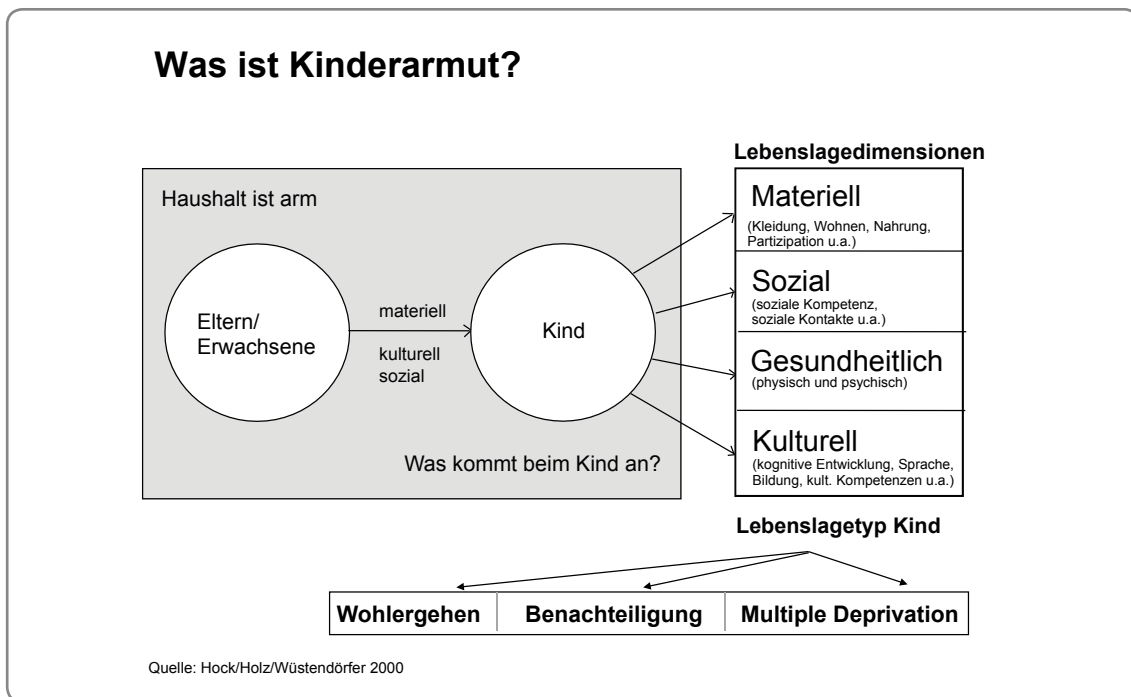 Was ist Kinderarmut?
Haushalt ist arm
Eltern/
Erwachsene
materiell
kulturell
sozial
Kind
Was kommt beim Kind an?
Lebenslagedimensionen
Materiell
(Kleidung, Wohnen, Nahrung,
Partizipation u.a.)
Sozial
(soziale Kompetenz,
soziale Kontakte u.a.)
Gesundheitlich
(physisch und psychisch)
Kulturell
(kognitive Entwicklung, Sprache,
Bildung, kult. Kompetenzen u.a.)
Lebenslagetyp Kind
Wohlergehen
Benachteiligung
Multiple Deprivation
Quelle: Hock/Holz/Wüstendörfer 2000